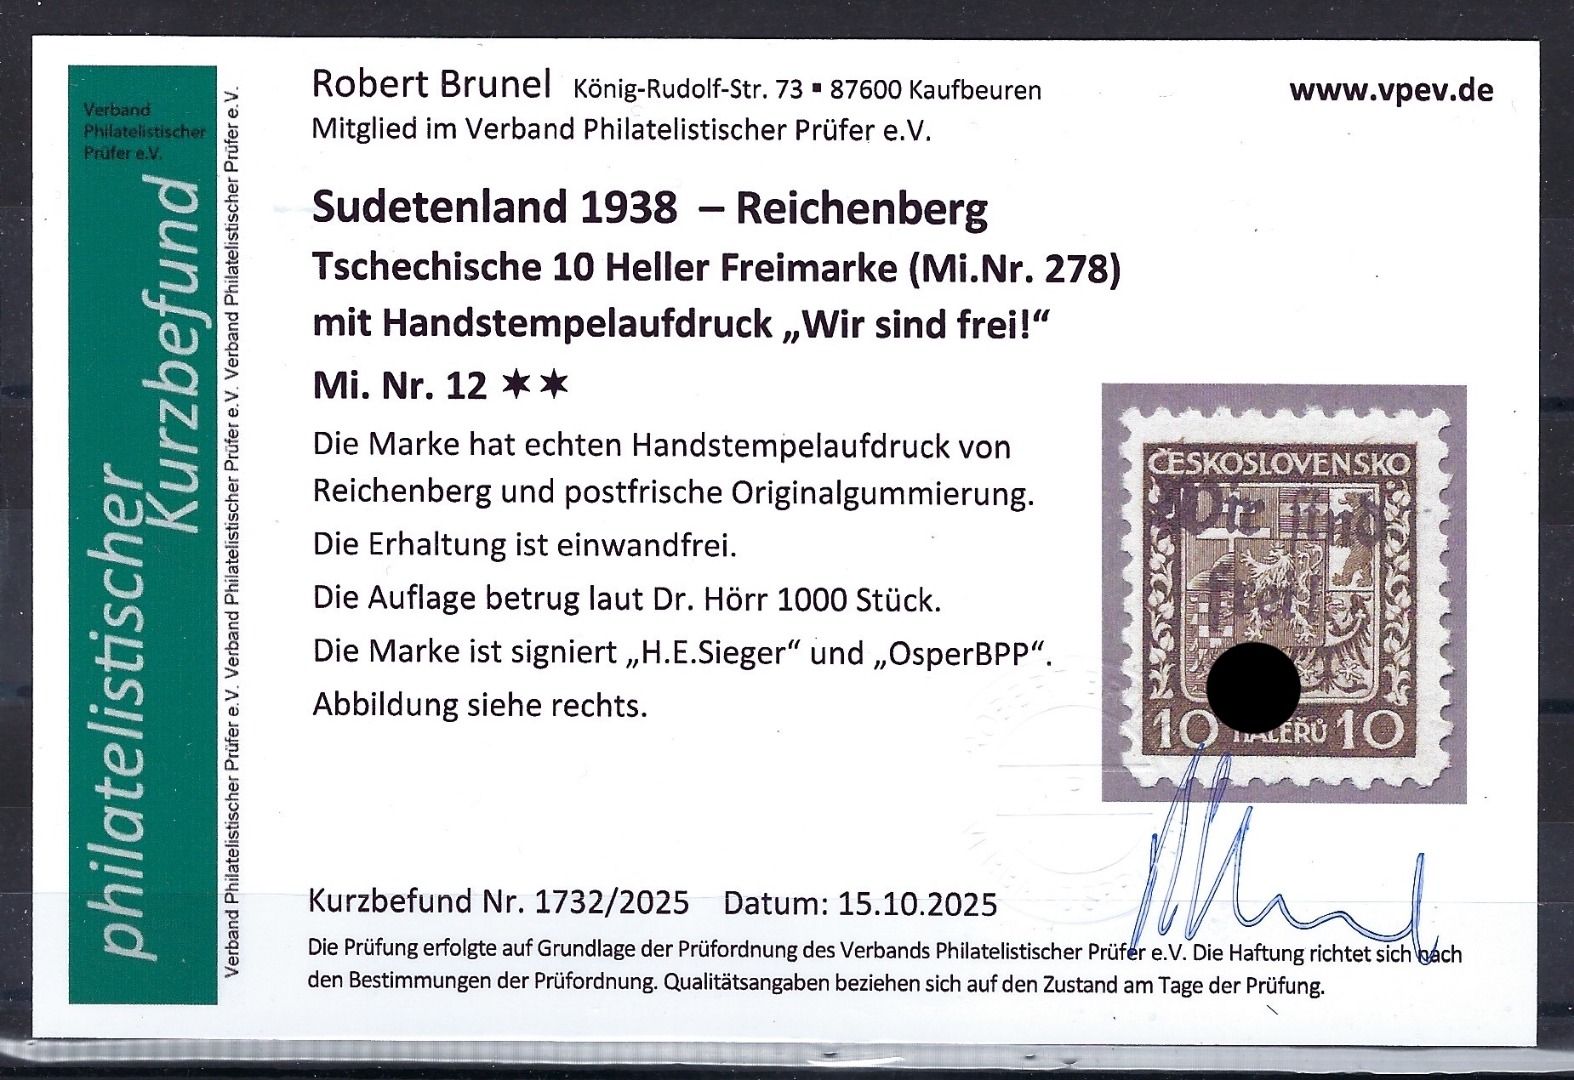 Verband
Philatelistischer
Prüfer e.V.
philatelistischer
Kurzbefund
Verband Philatelistischer Prüfer e.V. Verband Philatelistischer Prüfer e.V. Verband Philatelistischer Prüfer e.V. Verband Philatelistischer Prüfer e.V.
Robert Brunel König-Rudolf-Str. 73 ▪ 87600 Kaufbeuren
www.vpev.de
Mitglied im Verband Philatelistischer Prüfer e.V.
Sudetenland 1938 – Reichenberg
Tschechische 10 Heller Freimarke (Mi.Nr. 278)
mit Handstempelaufdruck „Wir sind frei!“
Mi. Nr. 12 ✶✶
Die Marke hat echten Handstempelaufdruck von
Reichenberg und postfrische Originalgummierung.
Die Erhaltung ist einwandfrei.
Die Auflage betrug laut Dr. Hörr 1000 Stück.
Die Marke ist signiert „H.E.Sieger“ und „OsperBPP“.
Abbildung siehe rechts.
ČESKOSLOVENSKO
Wir sind
frei!
10 HALÉŘŮ 10
Kurzbefund Nr. 1732/2025 Datum: 15.10.2025
Die Prüfung erfolgte auf Grundlage der Prüfordnung des Verbands Philatelistischer Prüfer e.V. Die Haftung richtet sich nach
den Bestimmungen der Prüfordnung. Qualitätsangaben beziehen sich auf den Zustand am Tage der Prüfung.